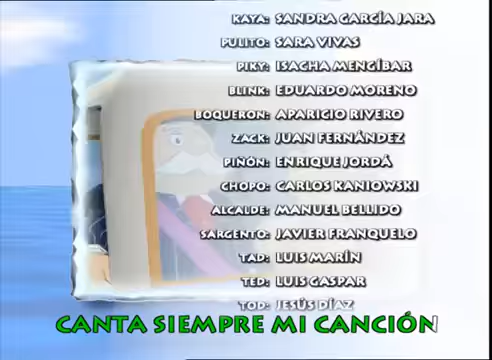 KAYA: SANDRA GARCÍA JARA
PULITO: SARA VIVAS
PIKY: ISACHA MENGÍBAR
BLINK: EDUARDO MORENO
BOQUERON: APARICIO RIVERO
ZACK: JUAN FERNÁNDEZ
PIÑÓN: ENRIQUE JORDÁ
CHOPO: CARLOS KANIOWSKI
ALCALDE: MANUEL BELLIDO
SARGENTO: JAVIER FRANQUELO
TAD: LUIS MARÍN
TED: LUIS GASPAR
TOD: JESÚS DÍAZ
CANTA SIEMPRE MI CANCIÓN